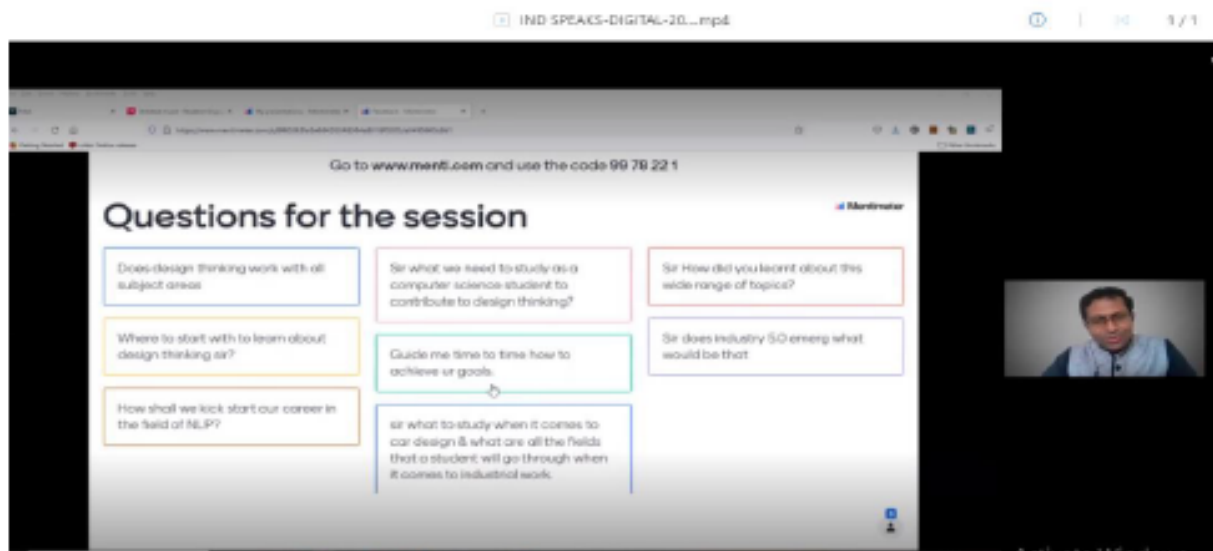 IND SPEAKS-DIGITAL-20....mp4
1 / 1
Go to www.menti.com and use the code 99 78 22 1
Questions for the session
Mentimeter
Does design thinking work with all
subject areas
Sir what we need to study as a
computer science student to
contribute to design thinking?
Sir How did you learnt about this
wide range of topics?
Where to start with to learn about
design thinking sir?
Guide me time to time how to
achieve ur goals.
Sir does industry 5.0 emerg what
would be that
How shall we kick start our career in
the field of NLP?
sir what to study when it comes to
car design & what are all the fields
that a student will go through when
it comes to industrial work.